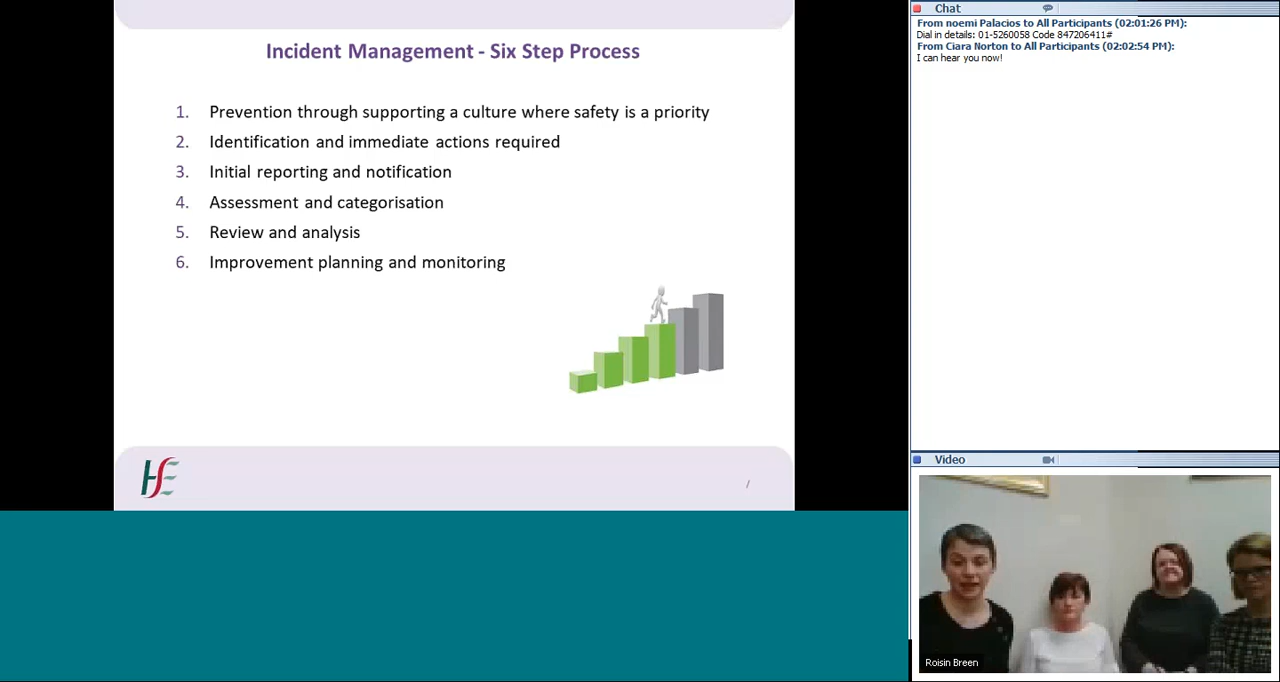 Incident Management - Six Step Process
1. Prevention through supporting a culture where safety is a priority
2. Identification and immediate actions required
3. Initial reporting and notification
4. Assessment and categorisation
5. Review and analysis
6. Improvement planning and monitoring
HSE
/
Chat
From noemi Palacios to All Participants (02:01:26 PM):
Dial in details: 01-5260058 Code 847206411#
From Ciara Norton to All Participants (02:02:54 PM):
I can hear you now!
Video
Roisin Breen